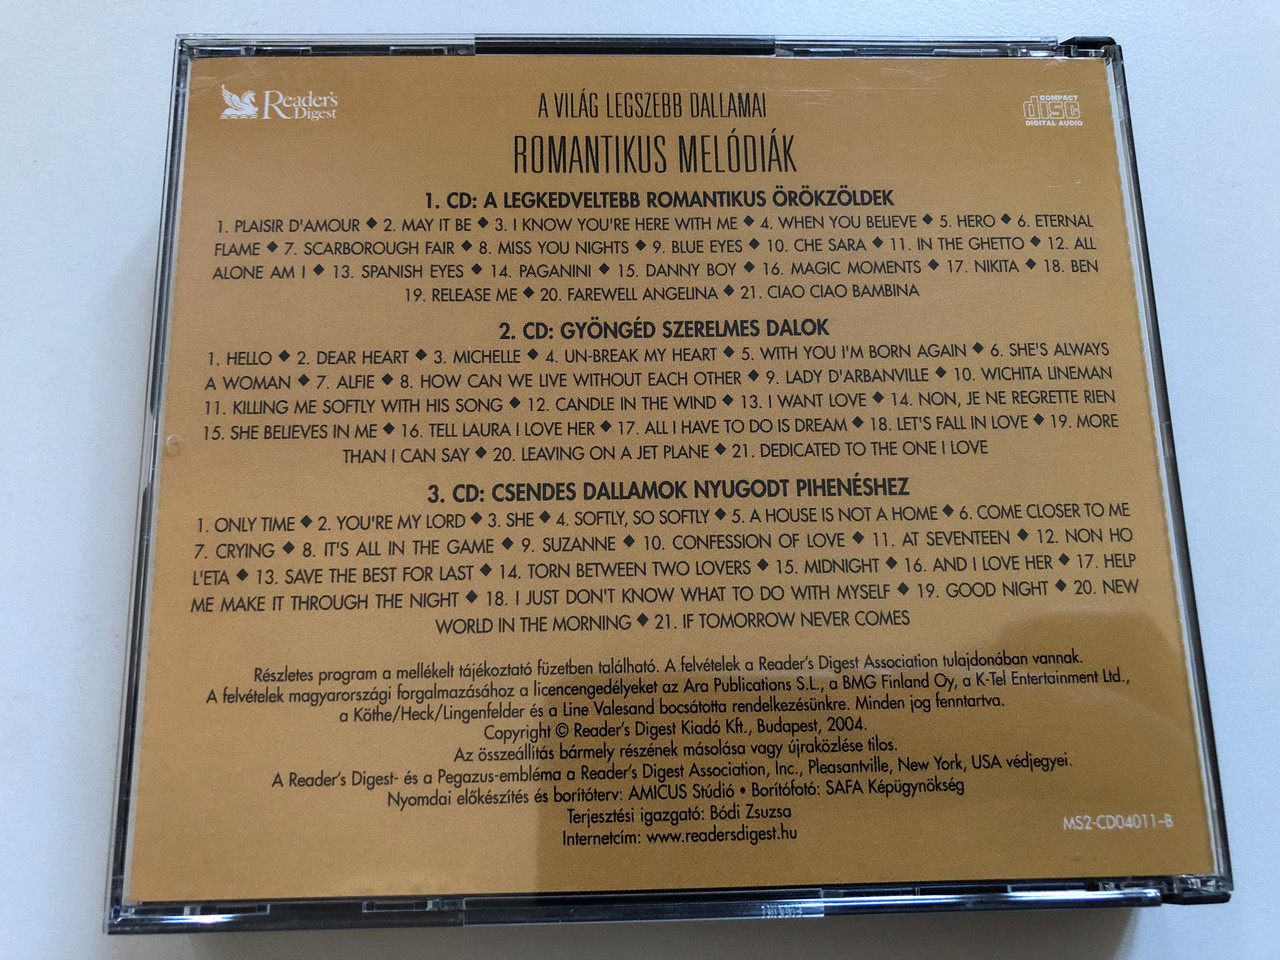 Reader's
Digest
A VILÁG LEGSZEBB DALLAMAI
COMPACT
disc
DIGITAL AUDIO
ROMANTIKUS MELÓDIÁK
1. CD: A LEGKEDVELTEBB ROMANTIKUS ÖRÖKZÖLDEK
1. PLAISIR D'AMOUR ◆ 2. MAY IT BE ◆ 3. I KNOW YOU'RE HERE WITH ME ◆ 4. WHEN YOU BELIEVE ◆ 5. HERO ◆ 6. ETERNAL
FLAME ◆ 7. SCARBOROUGH FAIR ◆ 8. MISS YOU NIGHTS ◆ 9. BLUE EYES ◆ 10. CHE SARA ◆ 11. IN THE GHETTO ◆ 12. ALL
ALONE AM I ◆ 13. SPANISH EYES ◆ 14. PAGANINI ◆ 15. DANNY BOY ◆ 16. MAGIC MOMENTS ◆ 17. NIKITA ◆ 18. BEN
19. RELEASE ME ◆ 20. FAREWELL ANGELINA ◆ 21. CIAO CIAO BAMBINA
2. CD: GYÖNGÉD SZERELMES DALOK
1. HELLO ◆ 2. DEAR HEART ◆ 3. MICHELLE ◆ 4. UN-BREAK MY HEART ◆ 5. WITH YOU I'M BORN AGAIN ◆ 6. SHE'S ALWAYS
A WOMAN ◆ 7. ALFIE ◆ 8. HOW CAN WE LIVE WITHOUT EACH OTHER ◆ 9. LADY D'ARBANVILLE ◆ 10. WICHITA LINEMAN
11. KILLING ME SOFTLY WITH HIS SONG ◆ 12. CANDLE IN THE WIND ◆ 13. I WANT LOVE ◆ 14. NON, JE NE REGRETTE RIEN
15. SHE BELIEVES IN ME ◆ 16. TELL LAURA I LOVE HER ◆ 17. ALL I HAVE TO DO IS DREAM ◆ 18. LET'S FALL IN LOVE ◆ 19. MORE
THAN I CAN SAY ◆ 20. LEAVING ON A JET PLANE ◆ 21. DEDICATED TO THE ONE I LOVE
3. CD: CSENDES DALLAMOK NYUGODT PIHENÉSHEZ
1. ONLY TIME ◆ 2. YOU'RE MY LORD ◆ 3. SHE ◆ 4. SOFTLY, SO SOFTLY ◆ 5. A HOUSE IS NOT A HOME ◆ 6. COME CLOSER TO ME
7. CRYING ◆ 8. IT'S ALL IN THE GAME ◆ 9. SUZANNE ◆ 10. CONFESSION OF LOVE ◆ 11. AT SEVENTEEN ◆ 12. NON HO
L'ETA ◆ 13. SAVE THE BEST FOR LAST ◆ 14. TORN BETWEEN TWO LOVERS ◆ 15. MIDNIGHT ◆ 16. AND I LOVE HER ◆ 17. HELP
ME MAKE IT THROUGH THE NIGHT ◆ 18. I JUST DON'T KNOW WHAT TO DO WITH MYSELF ◆ 19. GOOD NIGHT ◆ 20. NEW
WORLD IN THE MORNING ◆ 21. IF TOMORROW NEVER COMES
Részletes program a mellékelt tájékoztató füzetben található. A felvételek a Reader's Digest Association tulajdonában vannak.
A felvételek magyarországi forgalmazásához a licencengedélyeket az Ara Publications S.L., a BMG Finland Oy, a K-Tel Entertainment Ltd.,
a Köthe/Heck/Lingenfelder és a Line Valesand bocsátotta rendelkezésünkre. Minden jog fenntartva.
Copyright © Reader's Digest Kiadó Kft., Budapest, 2004.
Az összeállítás bármely részének másolása vagy újraközlése tilos.
A Reader's Digest- és a Pegazus-embléma a Reader's Digest Association, Inc., Pleasantville, New York, USA védjegyei.
Nyomdai előkészítés és borítóterv: AMICUS Stúdió • Borítófotó: SAFA Képügynökség
Terjesztési igazgató: Bódi Zsuzsa
Internetcím: www.readersdigest.hu
MS2-CD04011-B